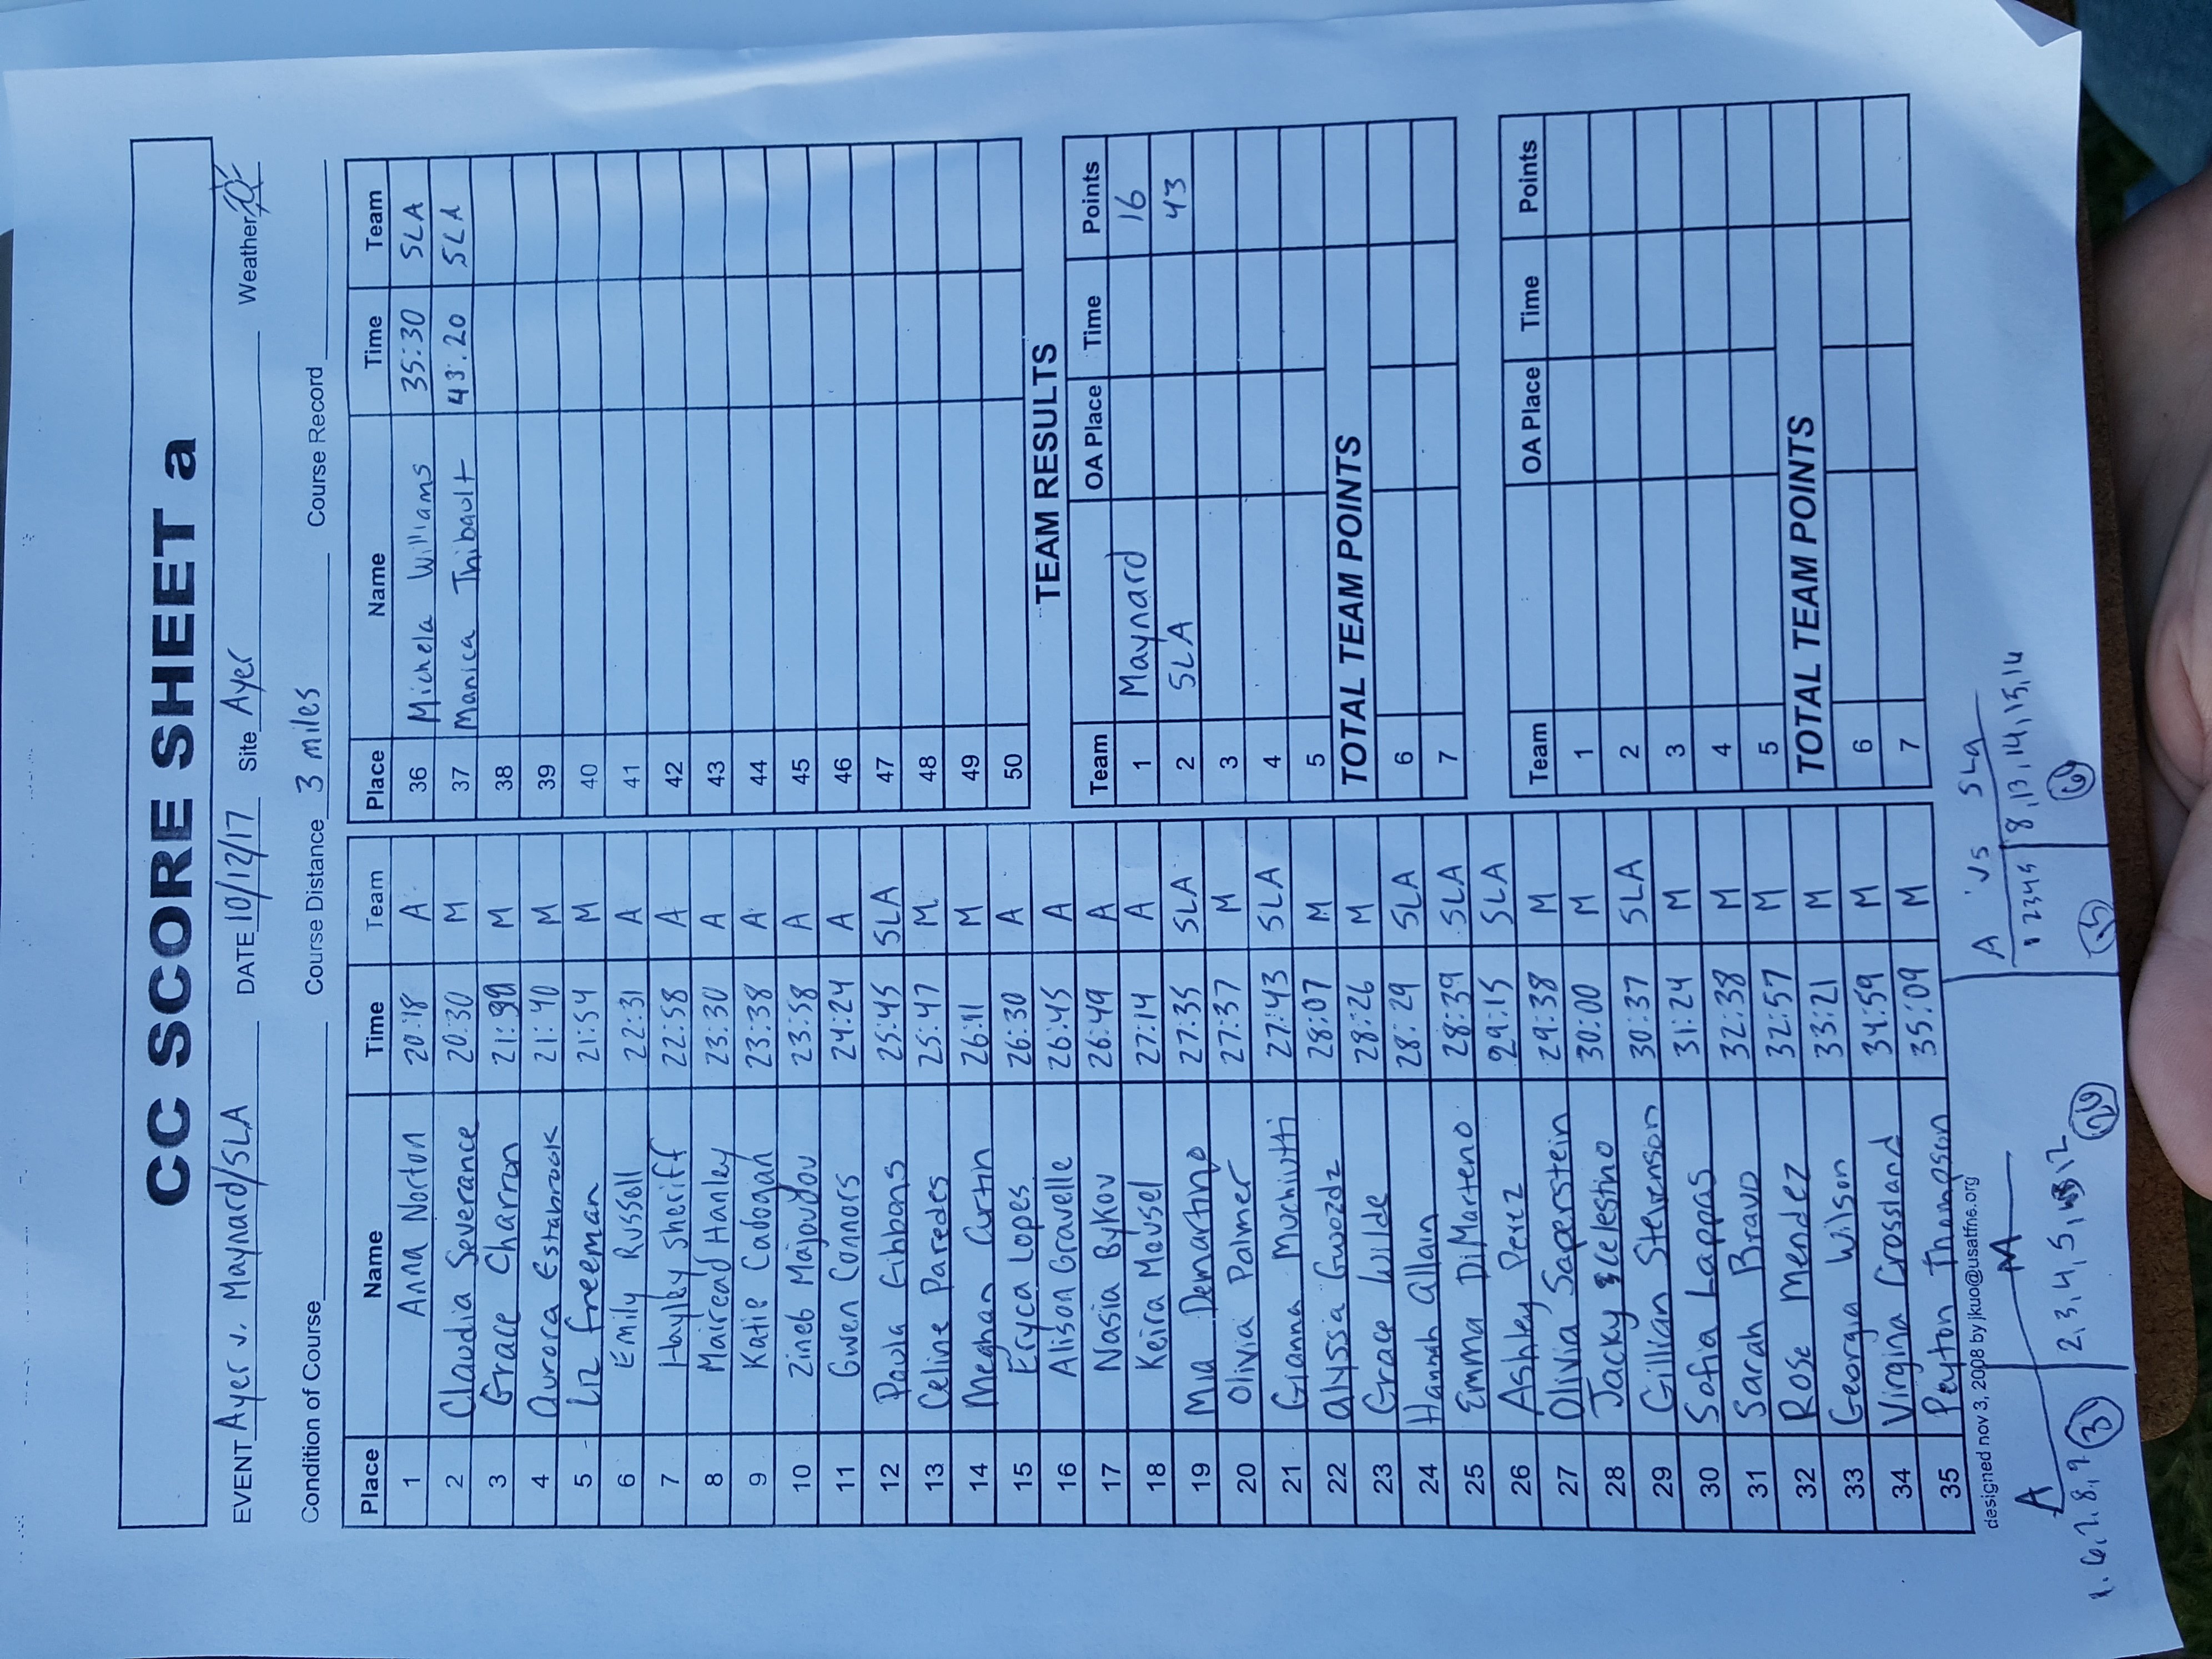 CC SCORE SHEET a
EVENT Ayer v. Maynard/SLA DATE 10/12/17 Site Ayer Weather
Condition of Course Course Distance 3 miles Course Record
Place Name Time Team
1 Anna Norton 20:18 A
2 Claudia Severance 20:30 M
3 Grace Charron M
4 Aurora Estabrook 21:40 M
5 Liz freeman 21:54 M
6 Emily Russell 22:31 A
7 Hayley Sheriff 22:58 A
8 Mairead Hanley 23:30 A
9 Katie Cadogan 23:38 A
10 Zineb Majoudou 23:58 A
11 Gwen Connors 24:24 A
12 Paula Gibbons 25:45 SLA
13 Celine Paredes 25:47 M
14 Meghan Curtin 26:11 M
15 Eryca Lopes 26:30 A
16 Alison Gravelle 26:45 A
17 Nasia Bykov 26:49 A
18 Keira Meusel 27:14 A
19 Mia Demartino 27:35 SLA
20 Olivia Palmer 27:37 M
21 Gianna Muchiutti 27:43 SLA
22 Alyssa Gwozdz 28:07 M
23 Grace Wilde 28:26 M
24 Hannah Allain 28:29 SLA
25 Emma DiMarteno 28:39 SLA
26 Ashley Perez 29:15 SLA
27 Olivia Saperstein 29:38 M
28 Jacky Celestino 30:00 M
29 Gillian Stevenson 30:37 SLA
30 Sofia Lappas 31:24 M
31 Sarah Bravo 32:38 M
32 Rose Mendez 32:57 M
33 Georgia Wilson 33:21 M
34 Virgina Crossland 34:59 M
35 Peyton Thompson 35:09 M
designed nov 3, 2008 by jkuo@usatfne.org
Place Name Time Team
36 Michela Williams 35:30 SLA
37 Manica Thibault 43:20 SLA
38
39
40
41
42
43
44
45
46
47
48
49
50
TEAM RESULTS
Team OA Place Time Points
1 Maynard 16
2 SLA 43
3
4
5
TOTAL TEAM POINTS
6
7
Team OA Place Time Points
1
2
3
4
5
TOTAL TEAM POINTS
6
7
A M
1, 6, 7, 8, 9 31 2, 3, 4, 5, 12 26
A vs SLA
1 2 3 4 5 8, 13, 14, 15, 16
15